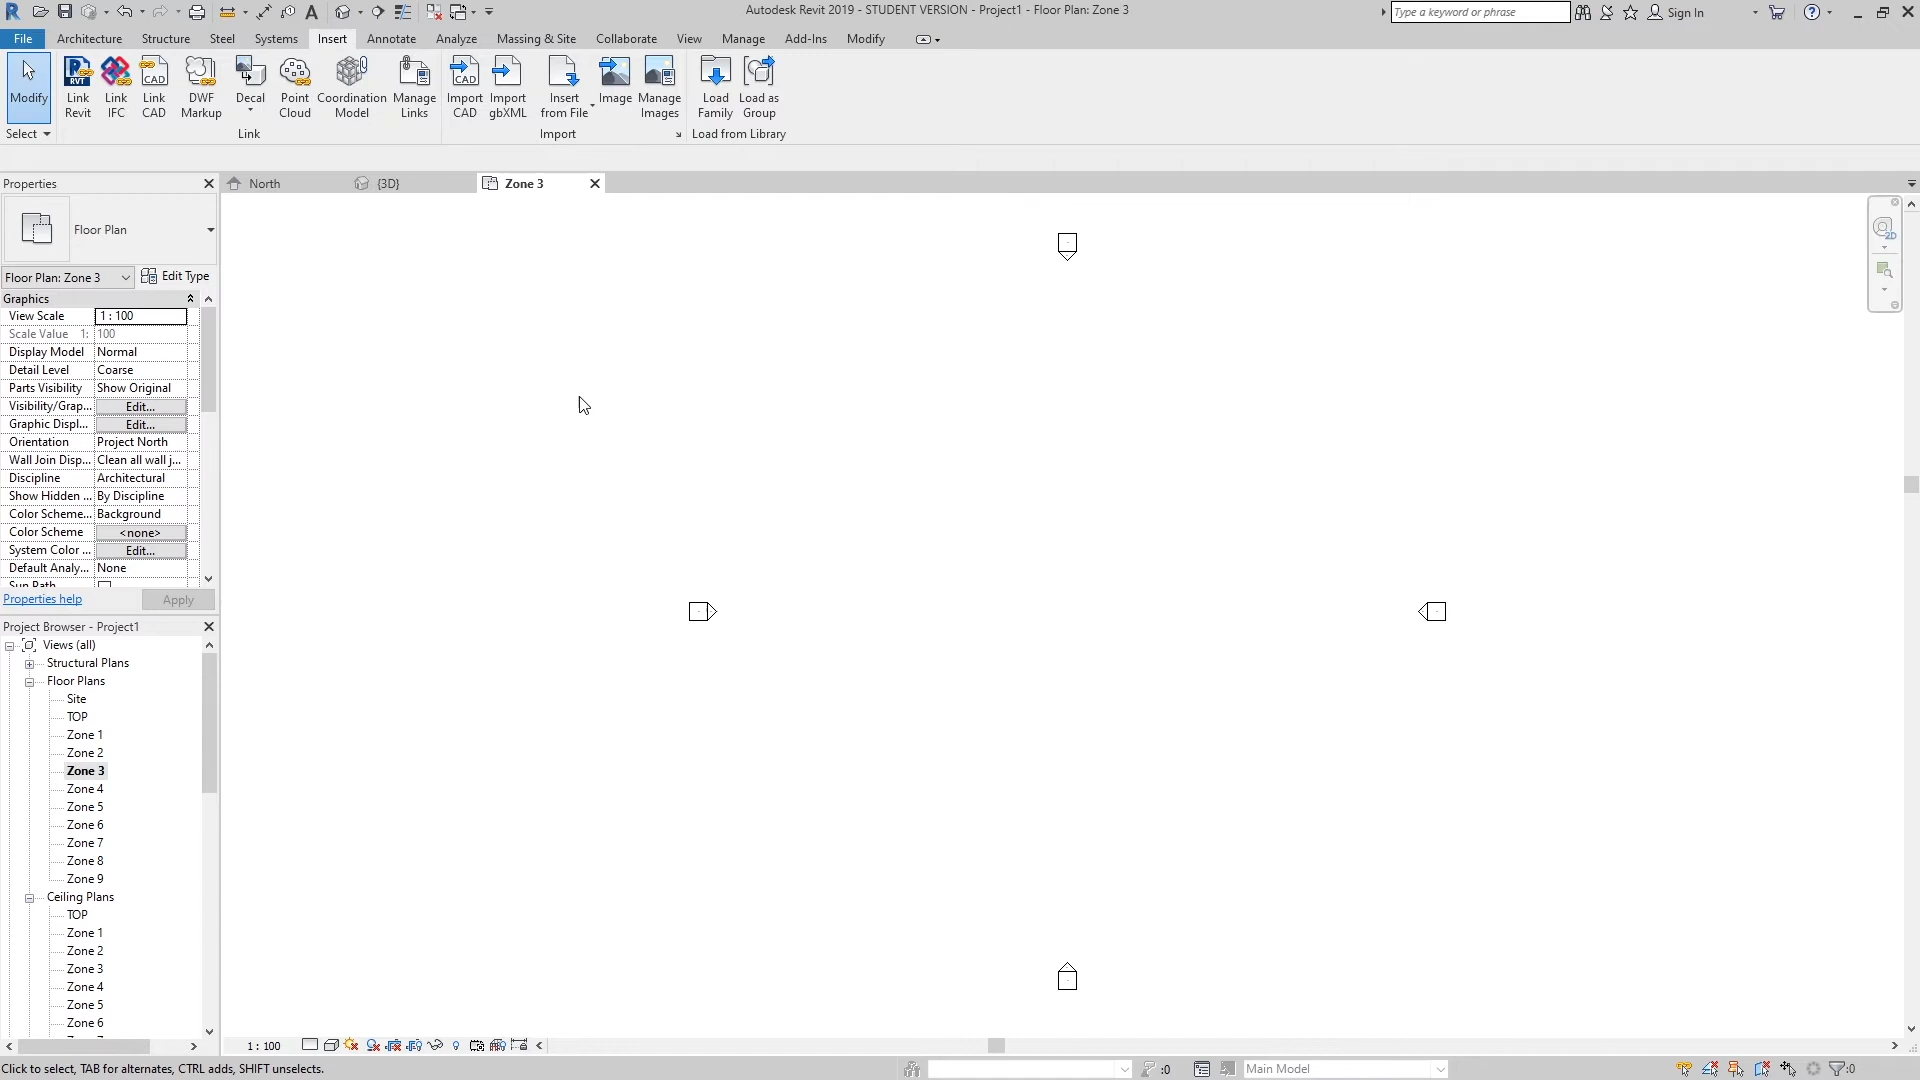 Autodesk Revit 2019 - STUDENT VERSION - Project1 - Floor Plan: Zone 3
Type a keyword or phrase
Sign In
File Architecture Structure Steel Systems Insert Annotate Analyze Massing & Site Collaborate View Manage Add-Ins Modify
Modify
Link Revit
Link IFC
Link CAD
DWF Markup
Decal
Point Cloud
Coordination Model
Manage Links
Import CAD
Import gbXML
Insert from File
Image
Manage Images
Load Family
Load as Group
Select
Link
Import
Load from Library
Properties
North
{3D}
Zone 3
Floor Plan
Floor Plan: Zone 3
Edit Type
Graphics
View Scale 1 : 100
Scale Value 1: 100
Display Model Normal
Detail Level Coarse
Parts Visibility Show Original
Visibility/Grap... Edit...
Graphic Displ... Edit...
Orientation Project North
Wall Join Disp... Clean all wall j...
Discipline Architectural
Show Hidden ... By Discipline
Color Scheme... Background
Color Scheme <none>
System Color ... Edit...
Default Analy... None
Sun Path
Properties help
Apply
Project Browser - Project1
Views (all)
Structural Plans
Floor Plans
Site
TOP
Zone 1
Zone 2
Zone 3
Zone 4
Zone 5
Zone 6
Zone 7
Zone 8
Zone 9
Ceiling Plans
TOP
Zone 1
Zone 2
Zone 3
Zone 4
Zone 5
Zone 6
1 : 100
Click to select, TAB for alternates, CTRL adds, SHIFT unselects.
:0
Main Model
:0